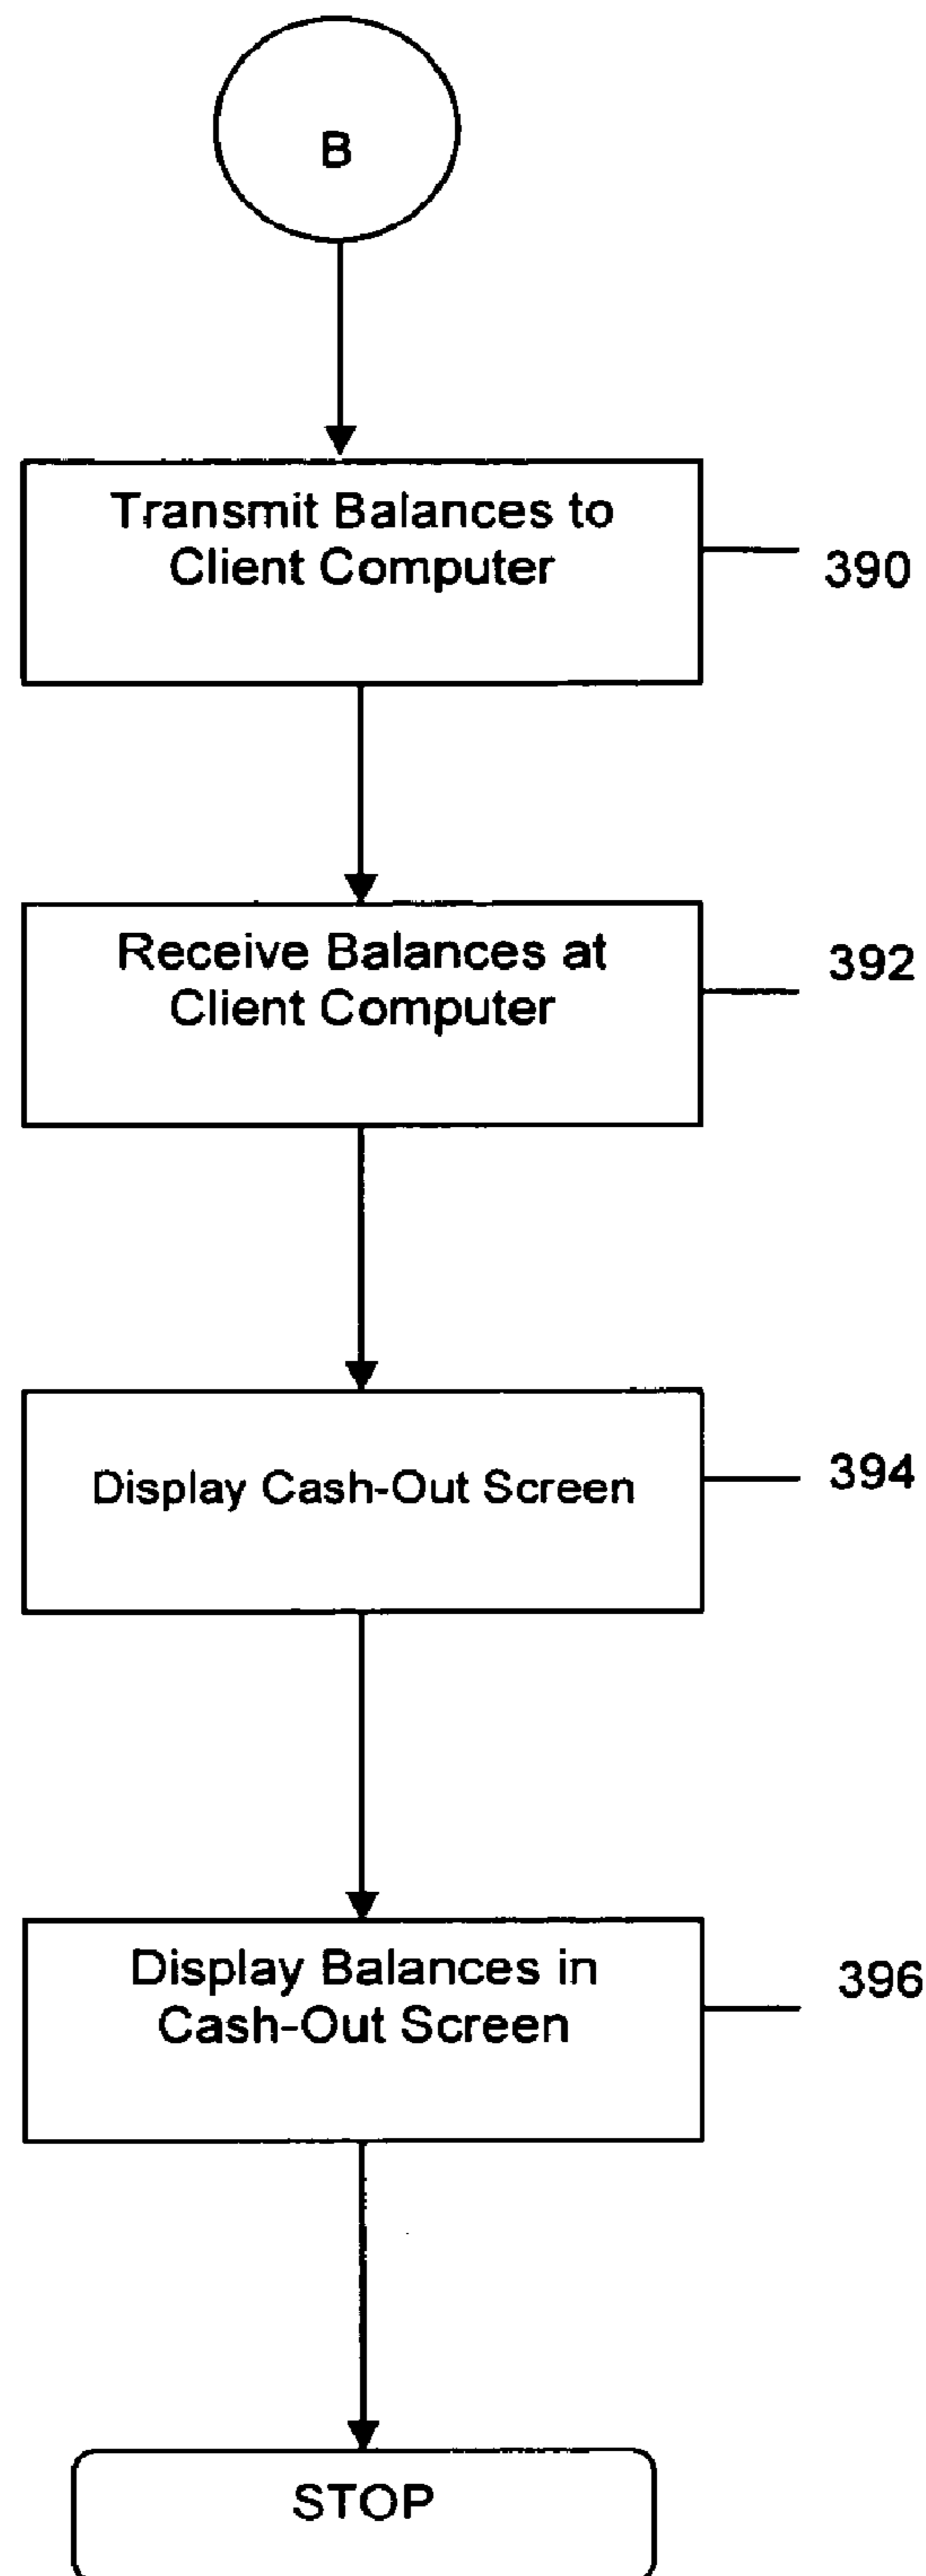 B
Transmit Balances to
Client Computer
390
Receive Balances at
Client Computer
392
Display Cash-Out Screen
394
Display Balances in
Cash-Out Screen
396
STOP